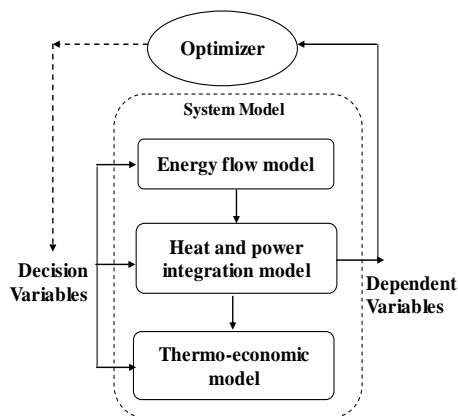 Optimizer
System Model
Energy flow model
Heat and power
integration model
Decision
Variables
Dependent
Variables
Thermo-economic
model